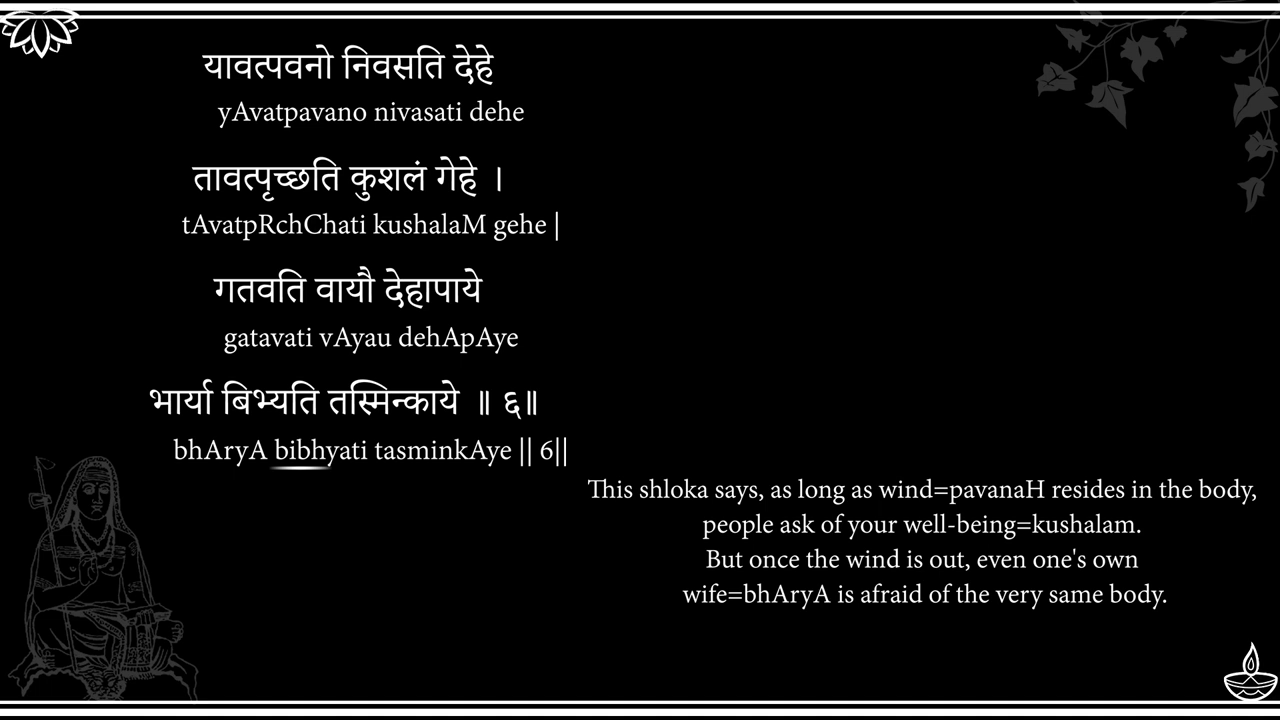 यावत्पवनो निवसति देहे
yAvatpavano nivasati dehe
तावत्पृच्छति कुशलं गेहे ।
tAvatpRchChati kushalaM gehe |
गतवति वायौ देहापाये
gatavati vAyau dehApAye
भार्या बिभ्यति तस्मिन्काये ॥ ६॥
bhAryA bibhyati tasminkAye || 6||
This shloka says, as long as wind=pavanaH resides in the body,
people ask of your well-being=kushalam.
But once the wind is out, even one's own
wife=bhAryA is afraid of the very same body.